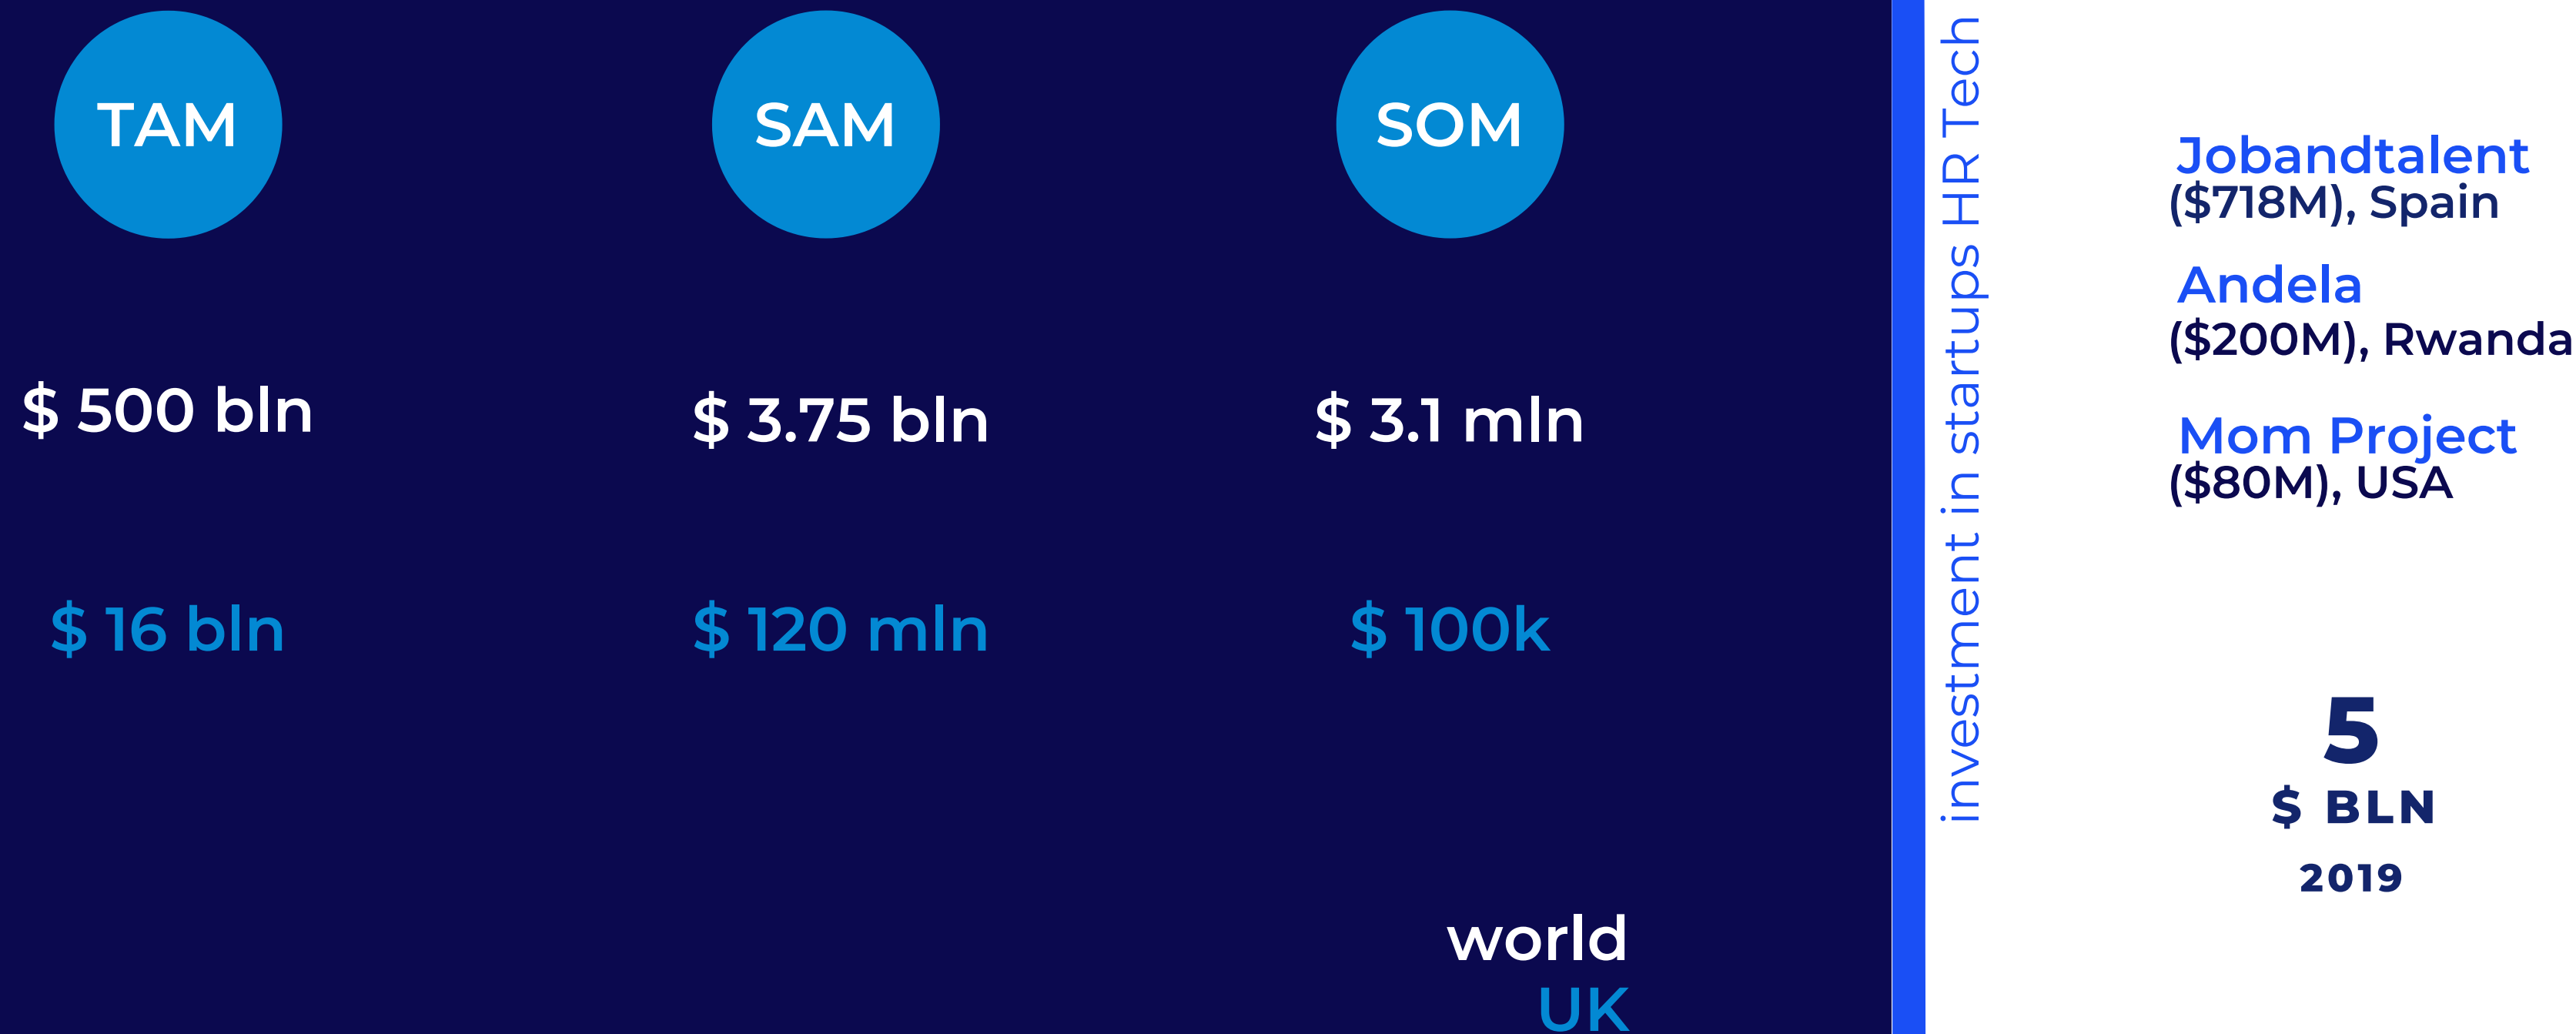 TAM
SAM
SOM
$ 500 bln
$ 3.75 bln
$ 3.1 mln
$ 16 bln
$ 120 mln
$ 100k
world
UK
investment in startups HR Tech
Jobandtalent
($718M), Spain
Andela
($200M), Rwanda
Mom Project
($80M), USA
5
$ BLN
2019